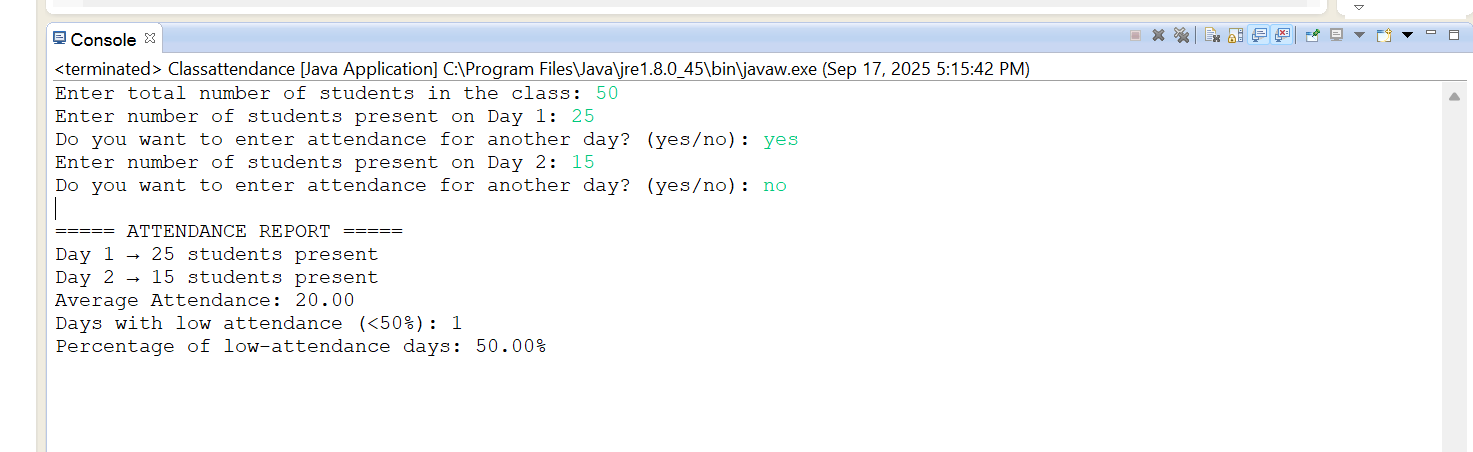 Console
<terminated> Classattendance [Java Application] C:\Program Files\Java\jre1.8.0_45\bin\javaw.exe (Sep 17, 2025 5:15:42 PM)
Enter total number of students in the class: 50
Enter number of students present on Day 1: 25
Do you want to enter attendance for another day? (yes/no): yes
Enter number of students present on Day 2: 15
Do you want to enter attendance for another day? (yes/no): no
===== ATTENDANCE REPORT =====
Day 1 → 25 students present
Day 2 → 15 students present
Average Attendance: 20.00
Days with low attendance (<50%): 1
Percentage of low-attendance days: 50.00%